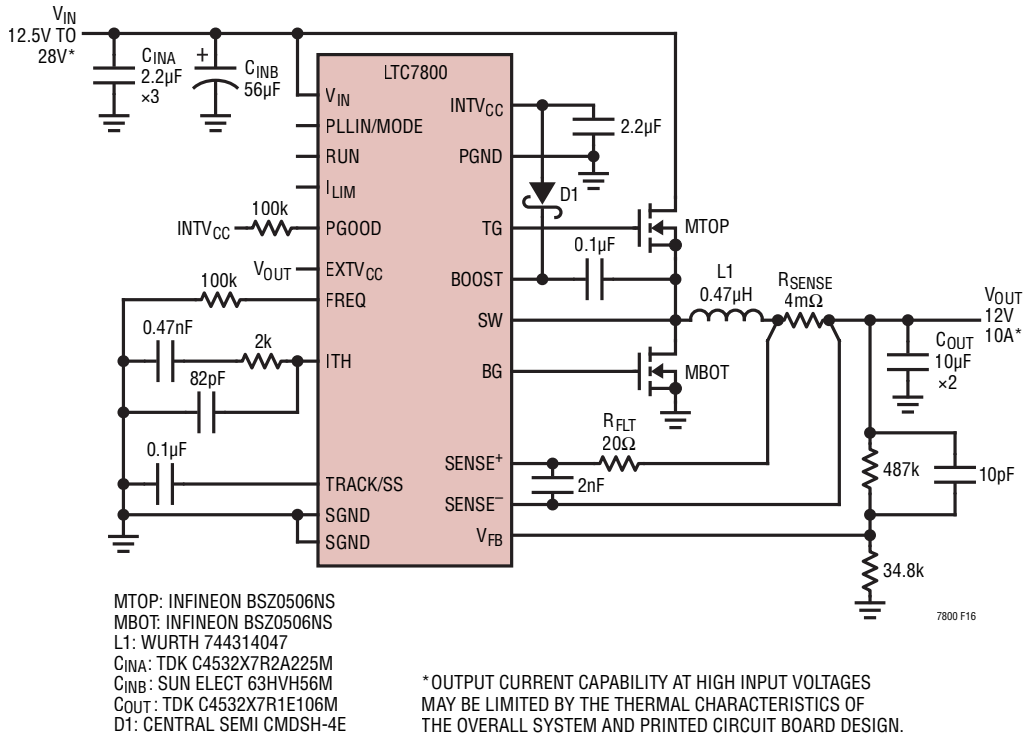 VIN
12.5V TO
28V*
CINA
2.2µF
×3
+
CINB
56µF
LTC7800
VIN
PLLIN/MODE
RUN
ILIM
INTVCC
100k
PGOOD
VOUT
EXTVCC
100k
FREQ
0.47nF
2k
ITH
82pF
0.1µF
TRACK/SS
SGND
SGND
INTVCC
2.2µF
PGND
D1
TG
MTOP
0.1µF
BOOST
L1
0.47µH
RSENSE
4mΩ
SW
VOUT
12V
10A*
COUT
10µF
×2
BG
MBOT
RFLT
20Ω
SENSE+
2nF
SENSE−
487k
10pF
VFB
34.8k
7800 F16
MTOP: INFINEON BSZ0506NS
MBOT: INFINEON BSZ0506NS
L1: WURTH 744314047
CINA: TDK C4532X7R2A225M
CINB: SUN ELECT 63HVH56M
COUT: TDK C4532X7R1E106M
D1: CENTRAL SEMI CMDSH-4E
*OUTPUT CURRENT CAPABILITY AT HIGH INPUT VOLTAGES
MAY BE LIMITED BY THE THERMAL CHARACTERISTICS OF
THE OVERALL SYSTEM AND PRINTED CIRCUIT BOARD DESIGN.